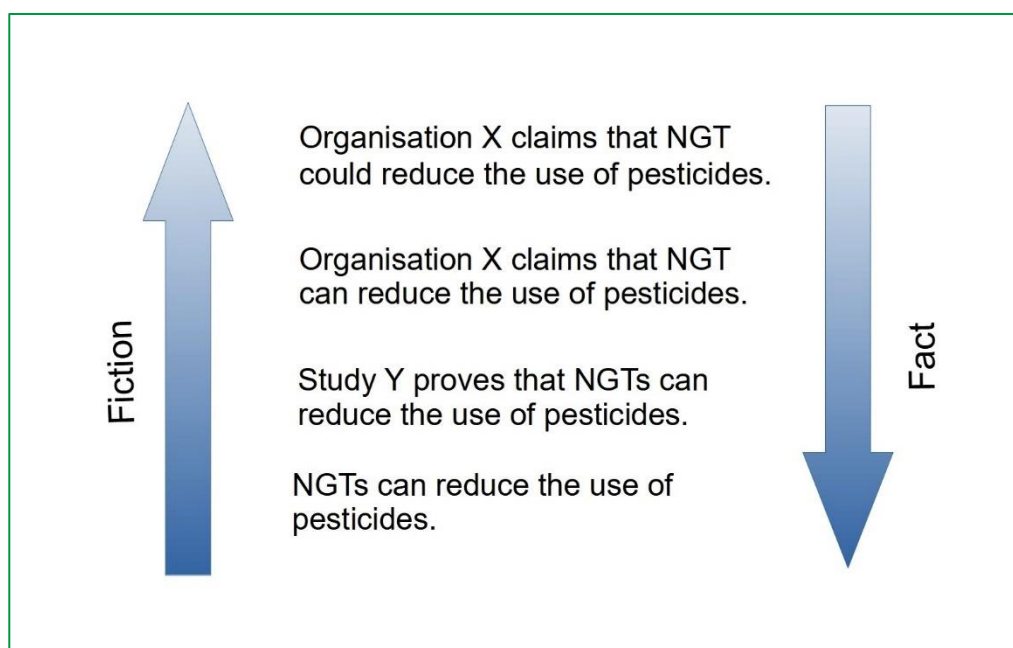 Organisation X claims that NGT
could reduce the use of pesticides.
Organisation X claims that NGT
can reduce the use of pesticides.
Study Y proves that NGTs can
reduce the use of pesticides.
NGTs can reduce the use of
pesticides.
Fiction
Fact